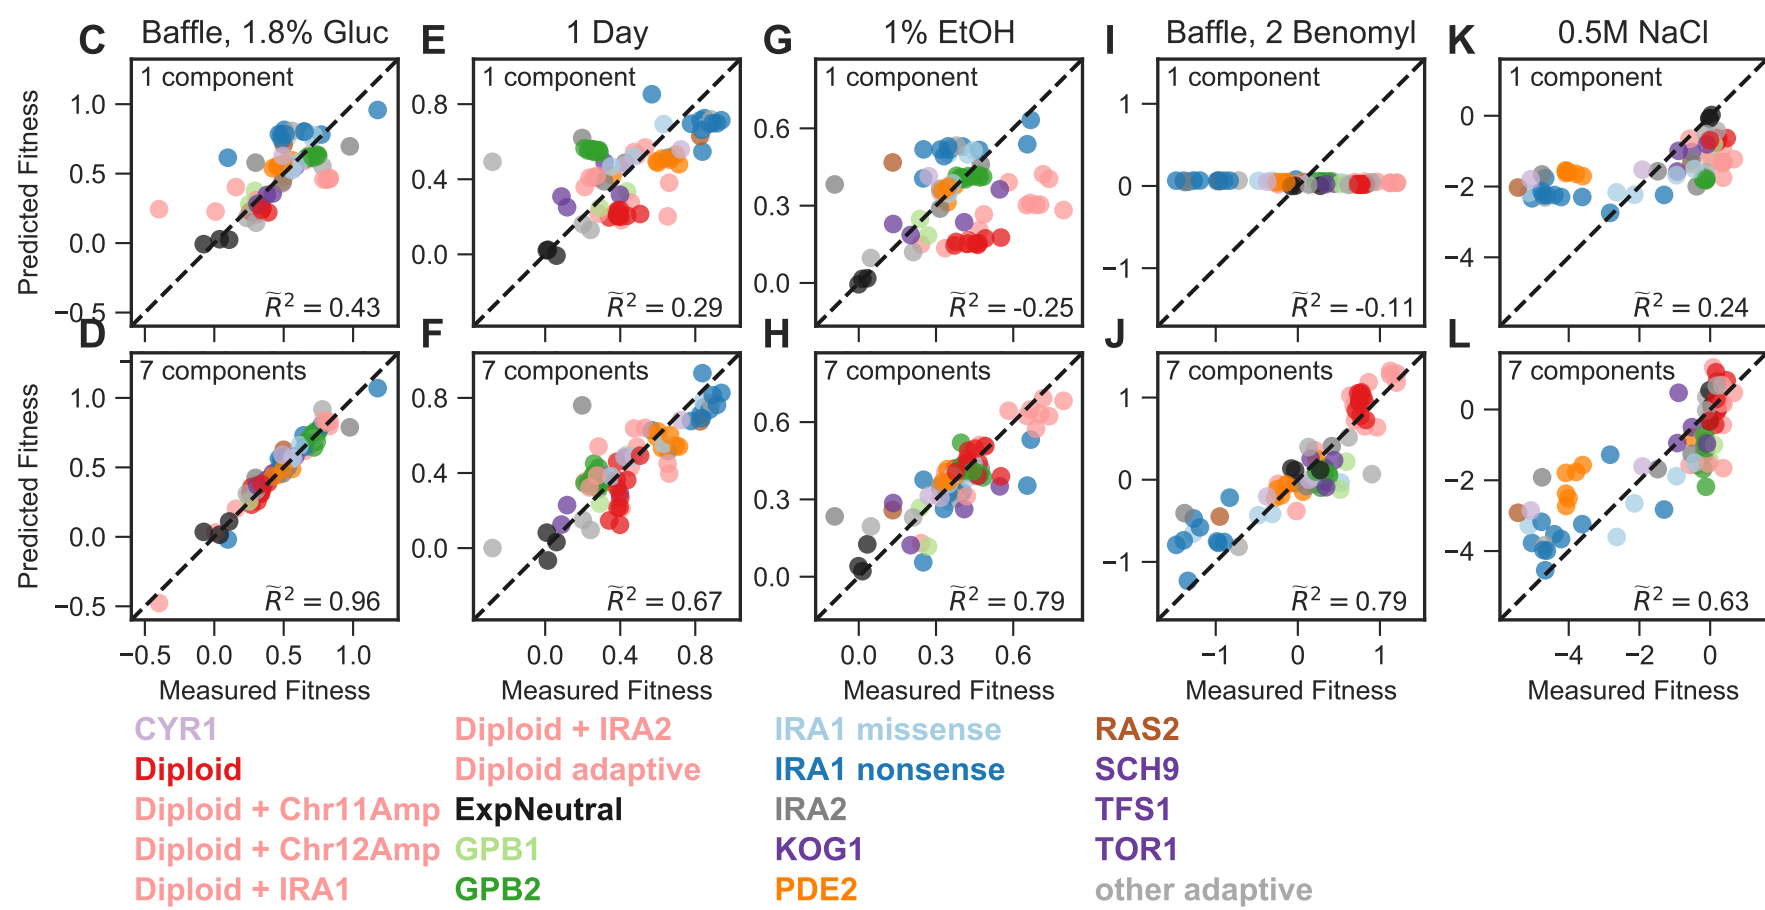 C Baffle, 1.8% Gluc E 1 Day G 1% EtOH I Baffle, 2 Benomyl K 0.5M NaCl
1 component 1 component 1 component 1 component 1 component
Predicted Fitness
1.0 0.5 0.0 −0.5
0.8 0.4 0.0
0.6 0.3 0.0
1 0 −1
0 −2 −4
R̃² = 0.43 R̃² = 0.29 R̃² = -0.25 R̃² = -0.11 R̃² = 0.24
D F H J L
7 components 7 components 7 components 7 components 7 components
Predicted Fitness
1.0 0.5 0.0 −0.5
0.8 0.4 0.0
0.6 0.3 0.0
1 0 −1
0 −2 −4
R̃² = 0.96 R̃² = 0.67 R̃² = 0.79 R̃² = 0.79 R̃² = 0.63
−0.5 0.0 0.5 1.0 0.0 0.4 0.8 0.0 0.3 0.6 −1 0 1 −4 −2 0
Measured Fitness Measured Fitness Measured Fitness Measured Fitness Measured Fitness
CYR1 Diploid + IRA2 IRA1 missense RAS2
Diploid Diploid adaptive IRA1 nonsense SCH9
Diploid + Chr11Amp ExpNeutral IRA2 TFS1
Diploid + Chr12Amp GPB1 KOG1 TOR1
Diploid + IRA1 GPB2 PDE2 other adaptive